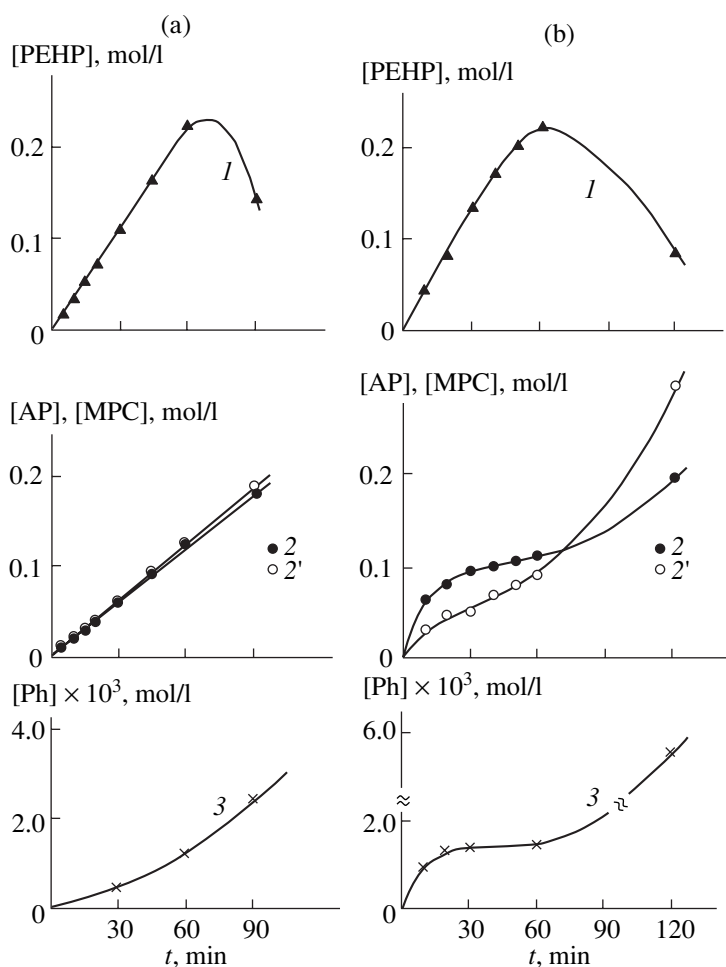 (a)
[PEHP], mol/l
0.2
0.1
0
1
[AP], [MPC], mol/l
0.2
0.1
0
2
2'
[Ph] × 10³, mol/l
4.0
2.0
0
3
30 60 90
t, min
(b)
[PEHP], mol/l
0.2
0.1
0
1
[AP], [MPC], mol/l
0.2
0.1
0
2
2'
[Ph] × 10³, mol/l
6.0
≈
2.0
0
3
≈
30 60 90 120
t, min